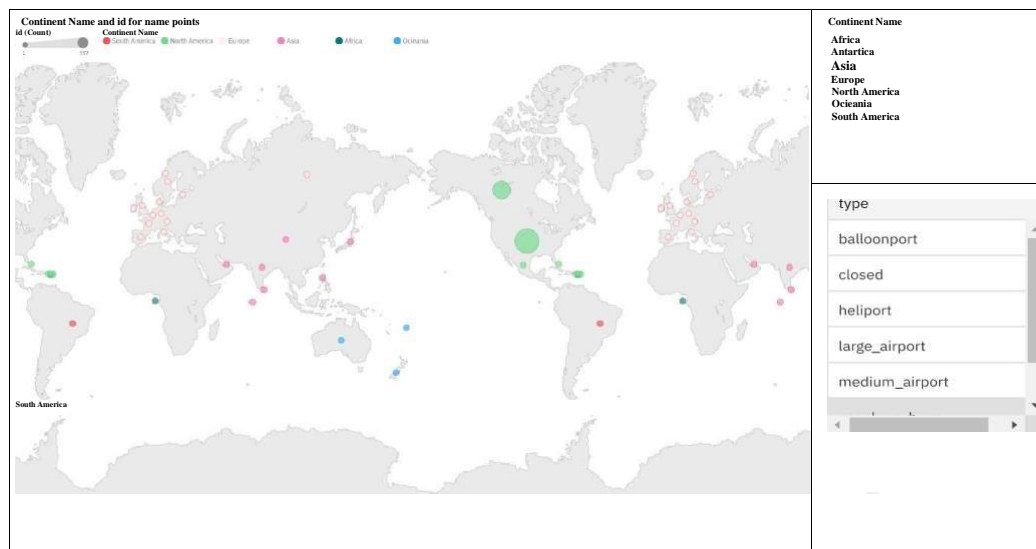 Continent Name and id for name points
id (Count)
Continent Name
South America
North America
Europe
Asia
Africa
Oceania
1
South America
Continent Name
Africa
Antartica
Asia
Europe
North America
Ocieania
South America
type
balloonport
closed
heliport
large_airport
medium_airport